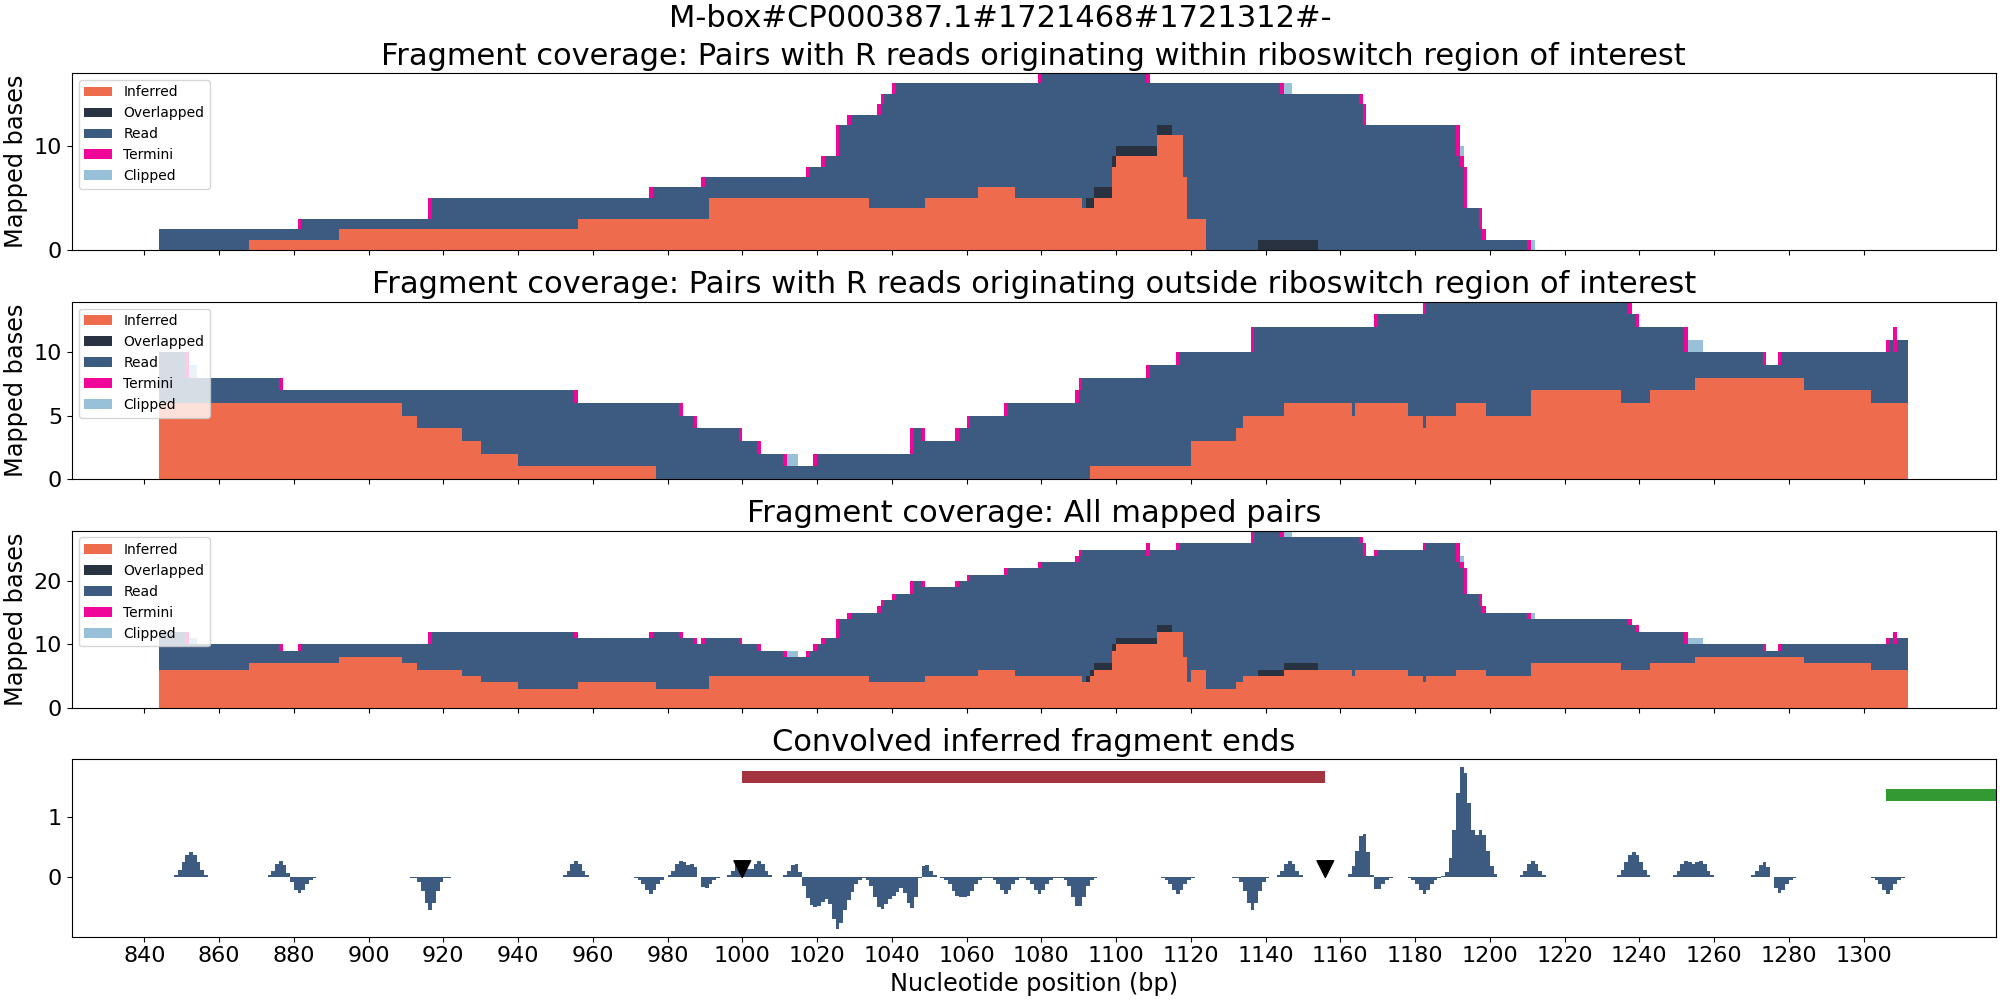 M-box#CP000387.1#1721468#1721312#-
Fragment coverage: Pairs with R reads originating within riboswitch region of interest
Mapped bases
10
0
Inferred
Overlapped
Read
Termini
Clipped
Fragment coverage: Pairs with R reads originating outside riboswitch region of interest
Mapped bases
10
5
0
Inferred
Overlapped
Read
Termini
Clipped
Fragment coverage: All mapped pairs
Mapped bases
20
10
0
Inferred
Overlapped
Read
Termini
Clipped
Convolved inferred fragment ends
1
0
840 860 880 900 920 940 960 980 1000 1020 1040 1060 1080 1100 1120 1140 1160 1180 1200 1220 1240 1260 1280 1300
Nucleotide position (bp)